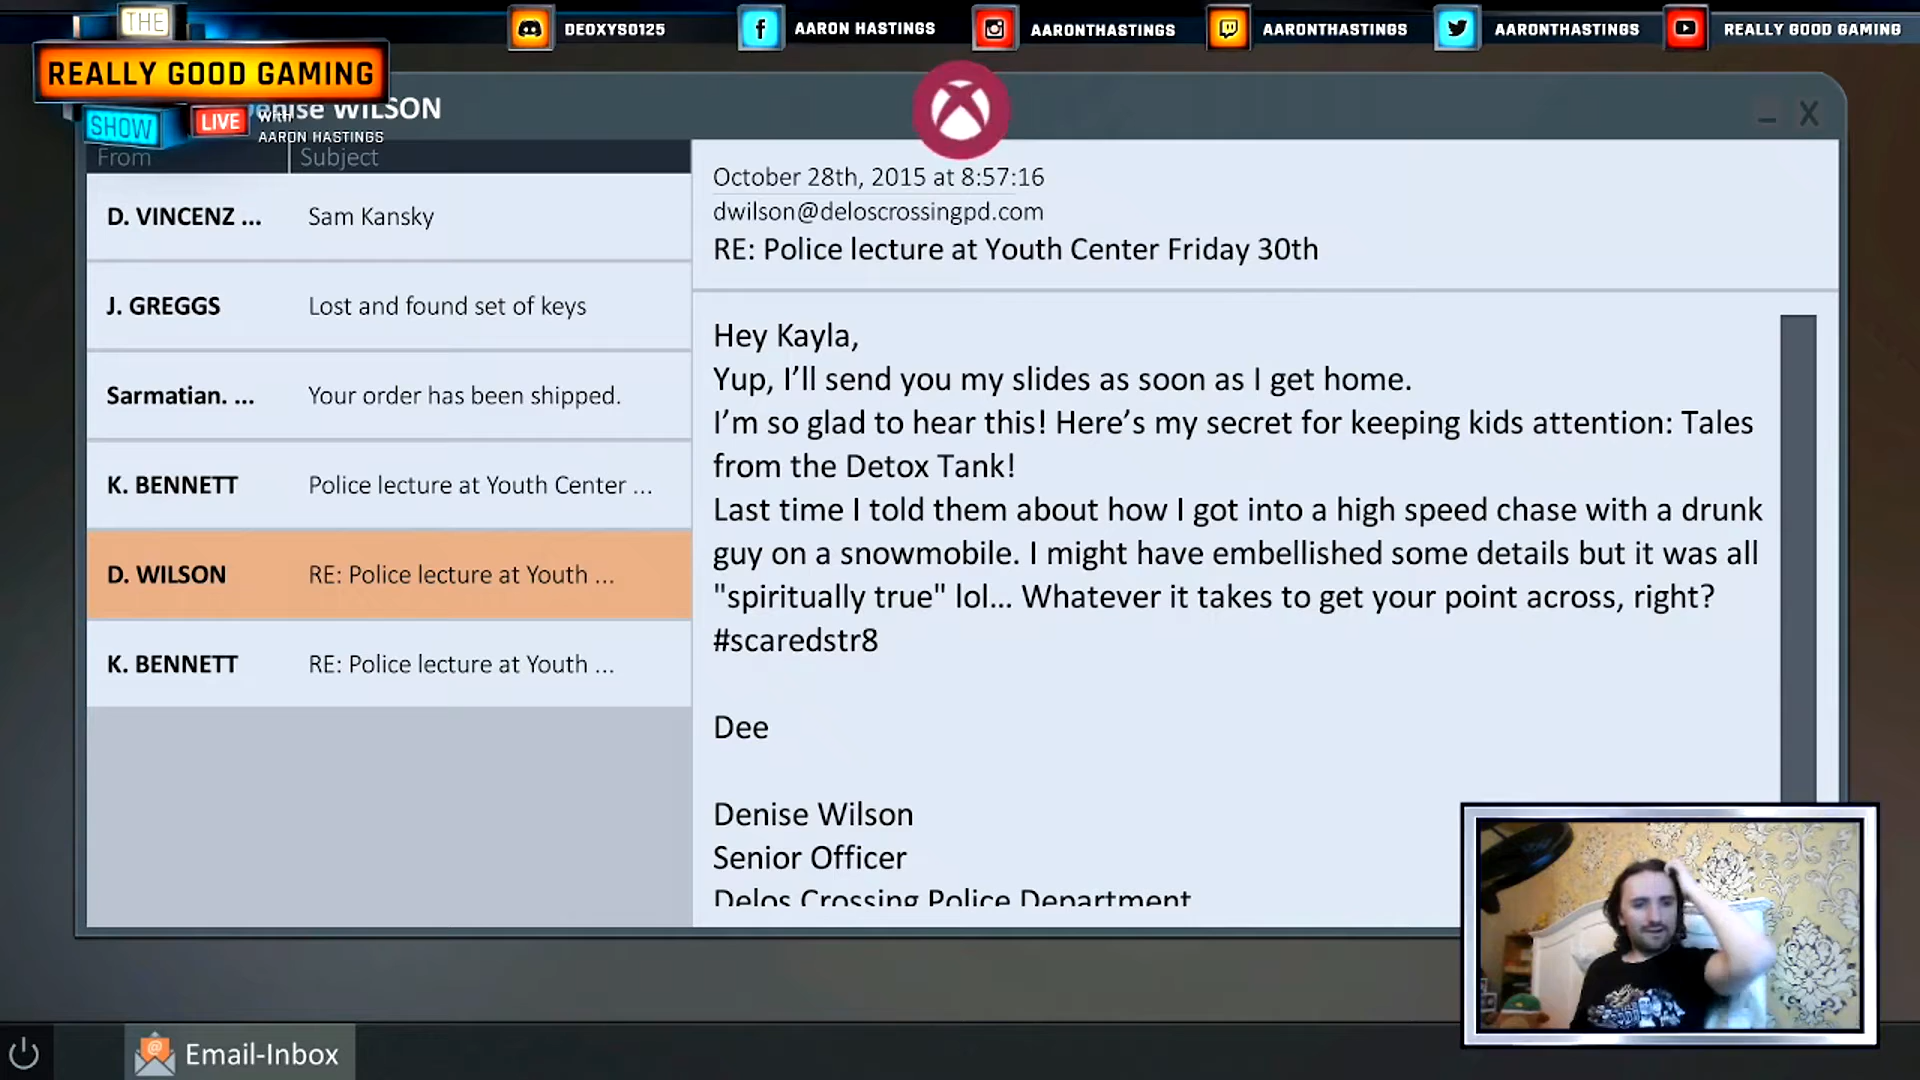 THE
REALLY GOOD GAMING
SHOW
LIVE
with
AARON HASTINGS
DEOXYS0125
AARON HASTINGS
AARONTHASTINGS
AARONTHASTINGS
AARONTHASTINGS
REALLY GOOD GAMING
WILSON
From
Subject
D. VINCENZ ...
Sam Kansky
J. GREGGS
Lost and found set of keys
Sarmatian. ...
Your order has been shipped.
K. BENNETT
Police lecture at Youth Center ...
D. WILSON
RE: Police lecture at Youth ...
K. BENNETT
RE: Police lecture at Youth ...
October 28th, 2015 at 8:57:16
dwilson@deloscrossingpd.com
RE: Police lecture at Youth Center Friday 30th
Hey Kayla,
Yup, I’ll send you my slides as soon as I get home.
I’m so glad to hear this! Here’s my secret for keeping kids attention: Tales
from the Detox Tank!
Last time I told them about how I got into a high speed chase with a drunk
guy on a snowmobile. I might have embellished some details but it was all
"spiritually true" lol... Whatever it takes to get your point across, right?
#scaredstr8
Dee
Denise Wilson
Senior Officer
Delos Crossing Police Department
Email-Inbox